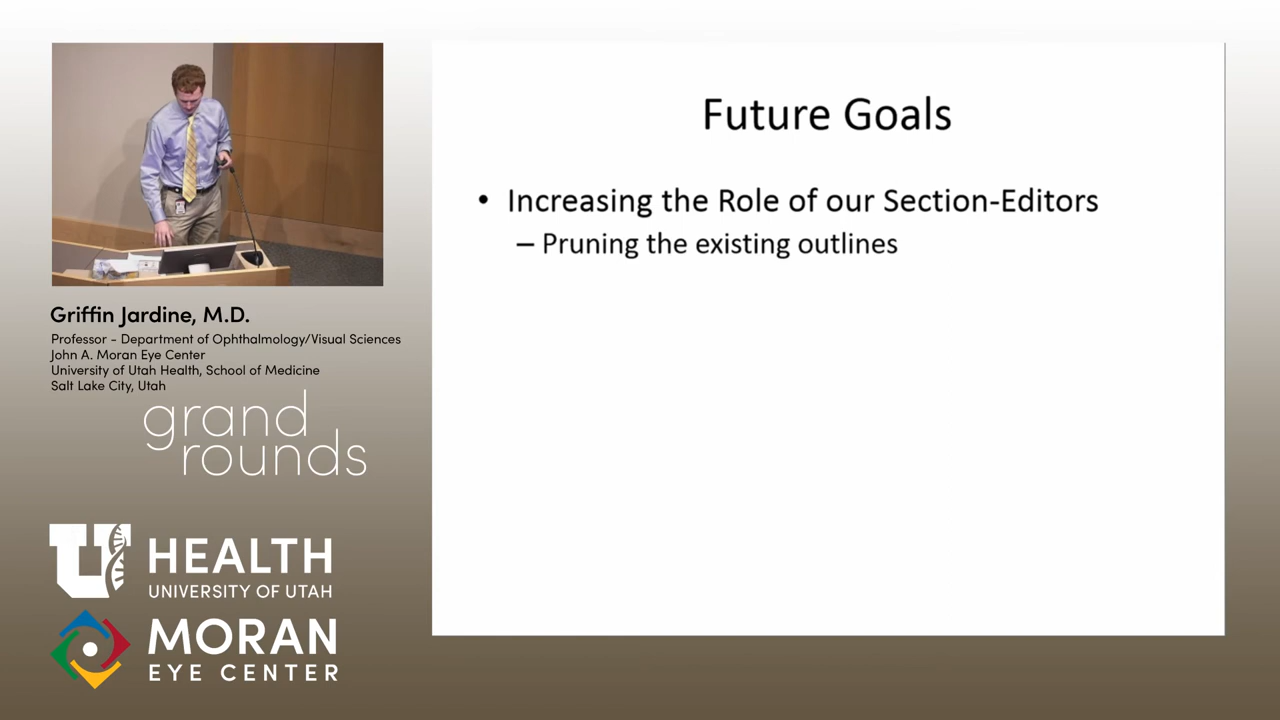 Future Goals
• Increasing the Role of our Section-Editors
– Pruning the existing outlines
Griffin Jardine, M.D.
Professor - Department of Ophthalmology/Visual Sciences
John A. Moran Eye Center
University of Utah Health, School of Medicine
Salt Lake City, Utah
grand
rounds
U HEALTH
UNIVERSITY OF UTAH
MORAN
EYE CENTER